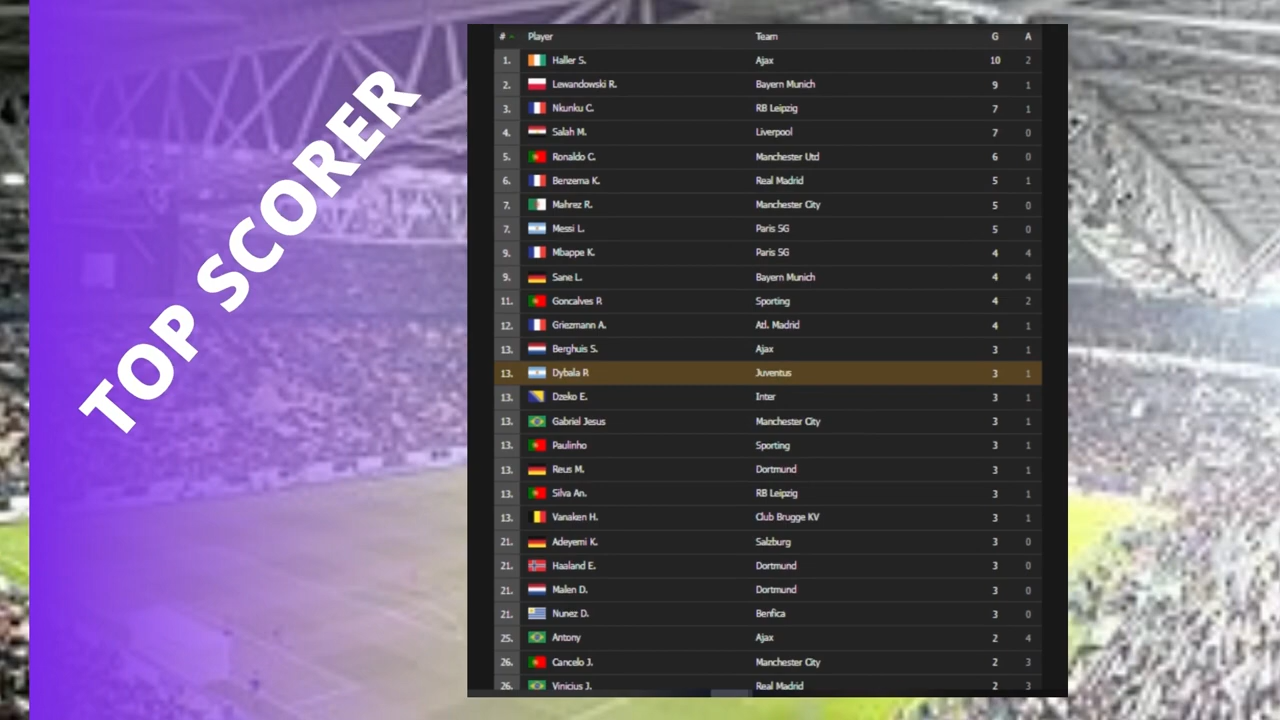 TOP SCORER
# Player Team G A
1. Haller S. Ajax 10 2
2. Lewandowski R. Bayern Munich 9 1
3. Nkunku C. RB Leipzig 7 1
4. Salah M. Liverpool 7 0
5. Ronaldo C. Manchester Utd 6 0
6. Benzema K. Real Madrid 5 1
7. Mahrez R. Manchester City 5 0
7. Messi L. Paris SG 5 0
9. Mbappe K. Paris SG 4 4
9. Sane L. Bayern Munich 4 4
11. Goncalves R Sporting 4 2
12. Griezmann A. Atl. Madrid 4 1
13. Berghuis S. Ajax 3 1
13. Dybala R Juventus 3 1
13. Dzeko E. Inter 3 1
13. Gabriel Jesus Manchester City 3 1
13. Paulinho Sporting 3 1
13. Reus M. Dortmund 3 1
13. Silva An. RB Leipzig 3 1
13. Vanaken H. Club Brugge KV 3 1
21. Adeyemi K. Salzburg 3 0
21. Haaland E. Dortmund 3 0
21. Malen D. Dortmund 3 0
21. Nunez D. Benfica 3 0
25. Antony Ajax 2 4
26. Cancelo J. Manchester City 2 3
26. Vinicius J. Real Madrid 2 3